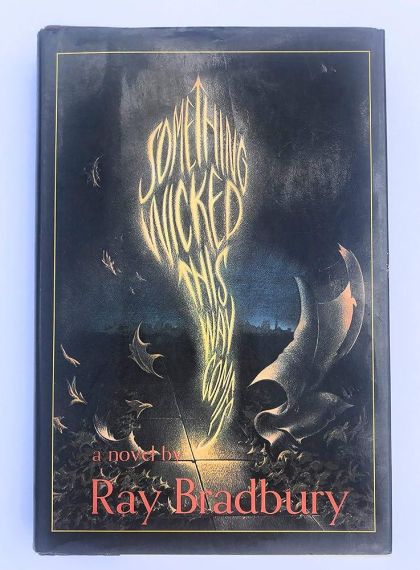 SOMETHING
WICKED
THIS
WAY
COMES
a novel by
Ray Bradbury